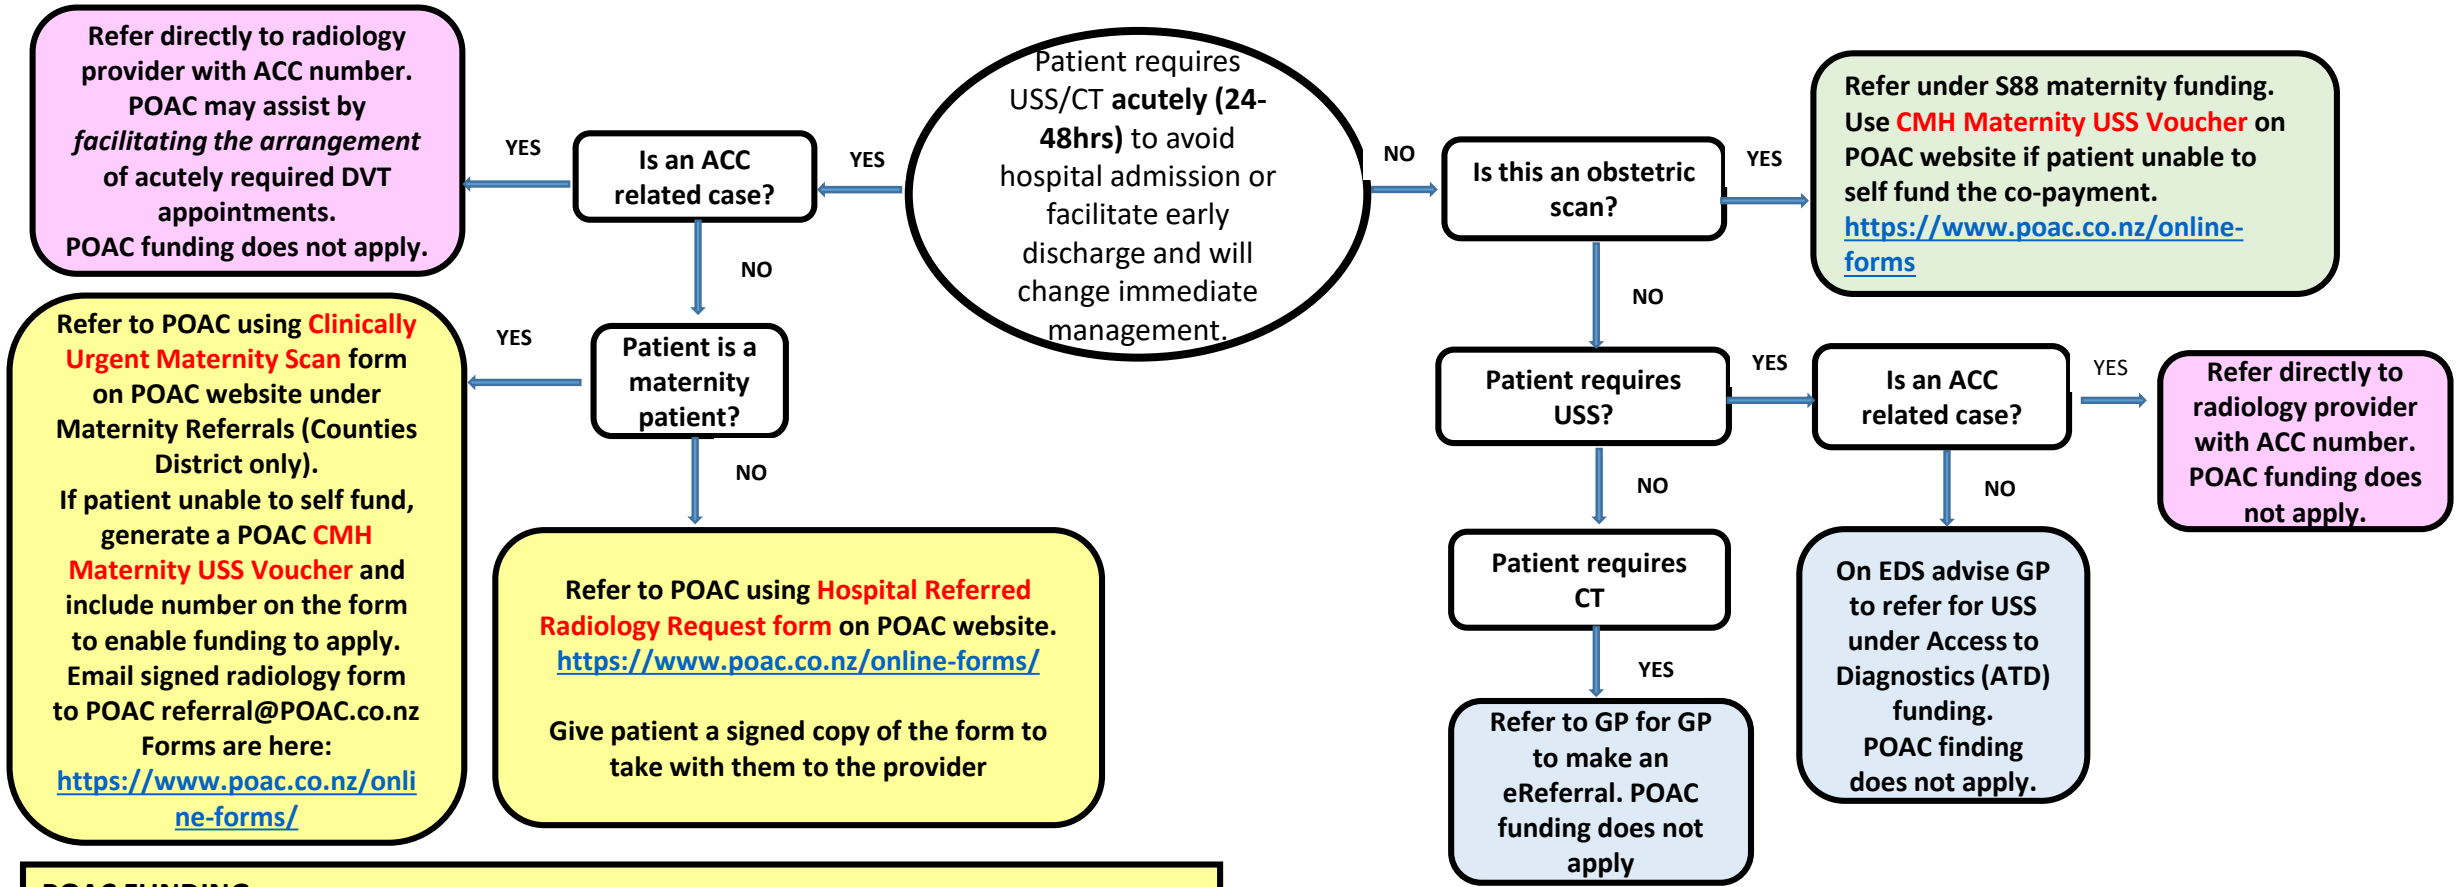 Refer directly to radiology
provider with ACC number.
POAC may assist by
facilitating the arrangement
of acutely required DVT
appointments.
POAC funding does not apply.
YES
Is an ACC
related case?
YES
Patient requires
USS/CT acutely (24-
48hrs) to avoid
hospital admission or
facilitate early
discharge and will
change immediate
management.
NO
Is this an obstetric
scan?
YES
Refer under S88 maternity funding.
Use CMH Maternity USS Voucher on
POAC website if patient unable to
self fund the co-payment.
https://www.poac.co.nz/online-
forms
NO
NO
Refer to POAC using Clinically
Urgent Maternity Scan form
on POAC website under
Maternity Referrals (Counties
District only).
If patient unable to self fund,
generate a POAC CMH
Maternity USS Voucher and
include number on the form
to enable funding to apply.
Email signed radiology form
to POAC referral@POAC.co.nz
Forms are here:
https://www.poac.co.nz/onli
ne-forms/
YES
Patient is a
maternity
patient?
NO
Refer to POAC using Hospital Referred
Radiology Request form on POAC website.
https://www.poac.co.nz/online-forms/
Give patient a signed copy of the form to
take with them to the provider
Patient requires
USS?
YES
Is an ACC
related case?
YES
Refer directly to
radiology provider
with ACC number.
POAC funding does
not apply.
NO
NO
Patient requires
CT
YES
Refer to GP for GP
to make an
eReferral. POAC
funding does not
apply
On EDS advise GP
to refer for USS
under Access to
Diagnostics (ATD)
funding.
POAC finding
does not apply.
POAC FUNDING